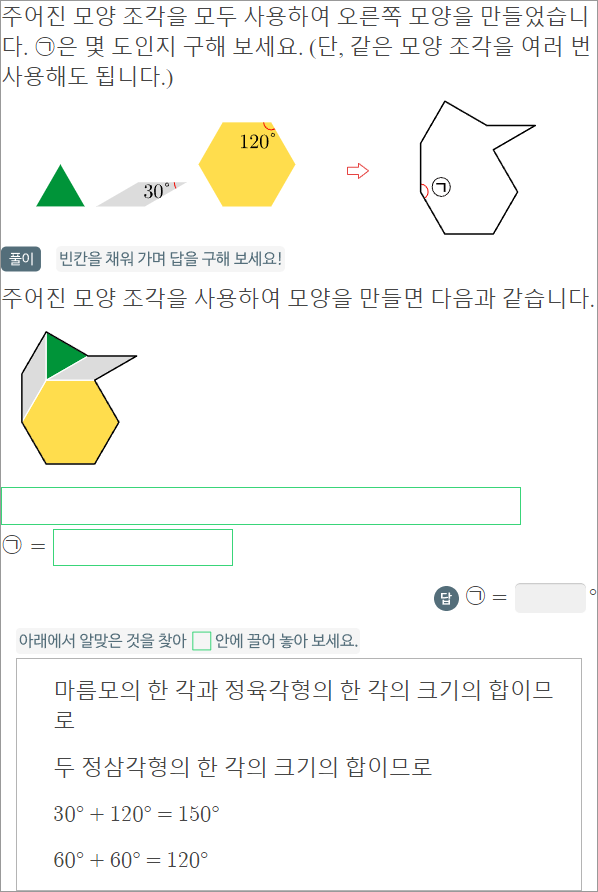 주어진 모양 조각을 모두 사용하여 오른쪽 모양을 만들었습니
다. ㉠은 몇 도인지 구해 보세요. (단, 같은 모양 조각을 여러 번
사용해도 됩니다.)
30°
120°
㉠
풀이 빈칸을 채워 가며 답을 구해 보세요!
주어진 모양 조각을 사용하여 모양을 만들면 다음과 같습니다.
㉠ =
답 ㉠ = °
아래에서 알맞은 것을 찾아 안에 끌어 놓아 보세요.
마름모의 한 각과 정육각형의 한 각의 크기의 합이므
로
두 정삼각형의 한 각의 크기의 합이므로
30° + 120° = 150°
60° + 60° = 120°